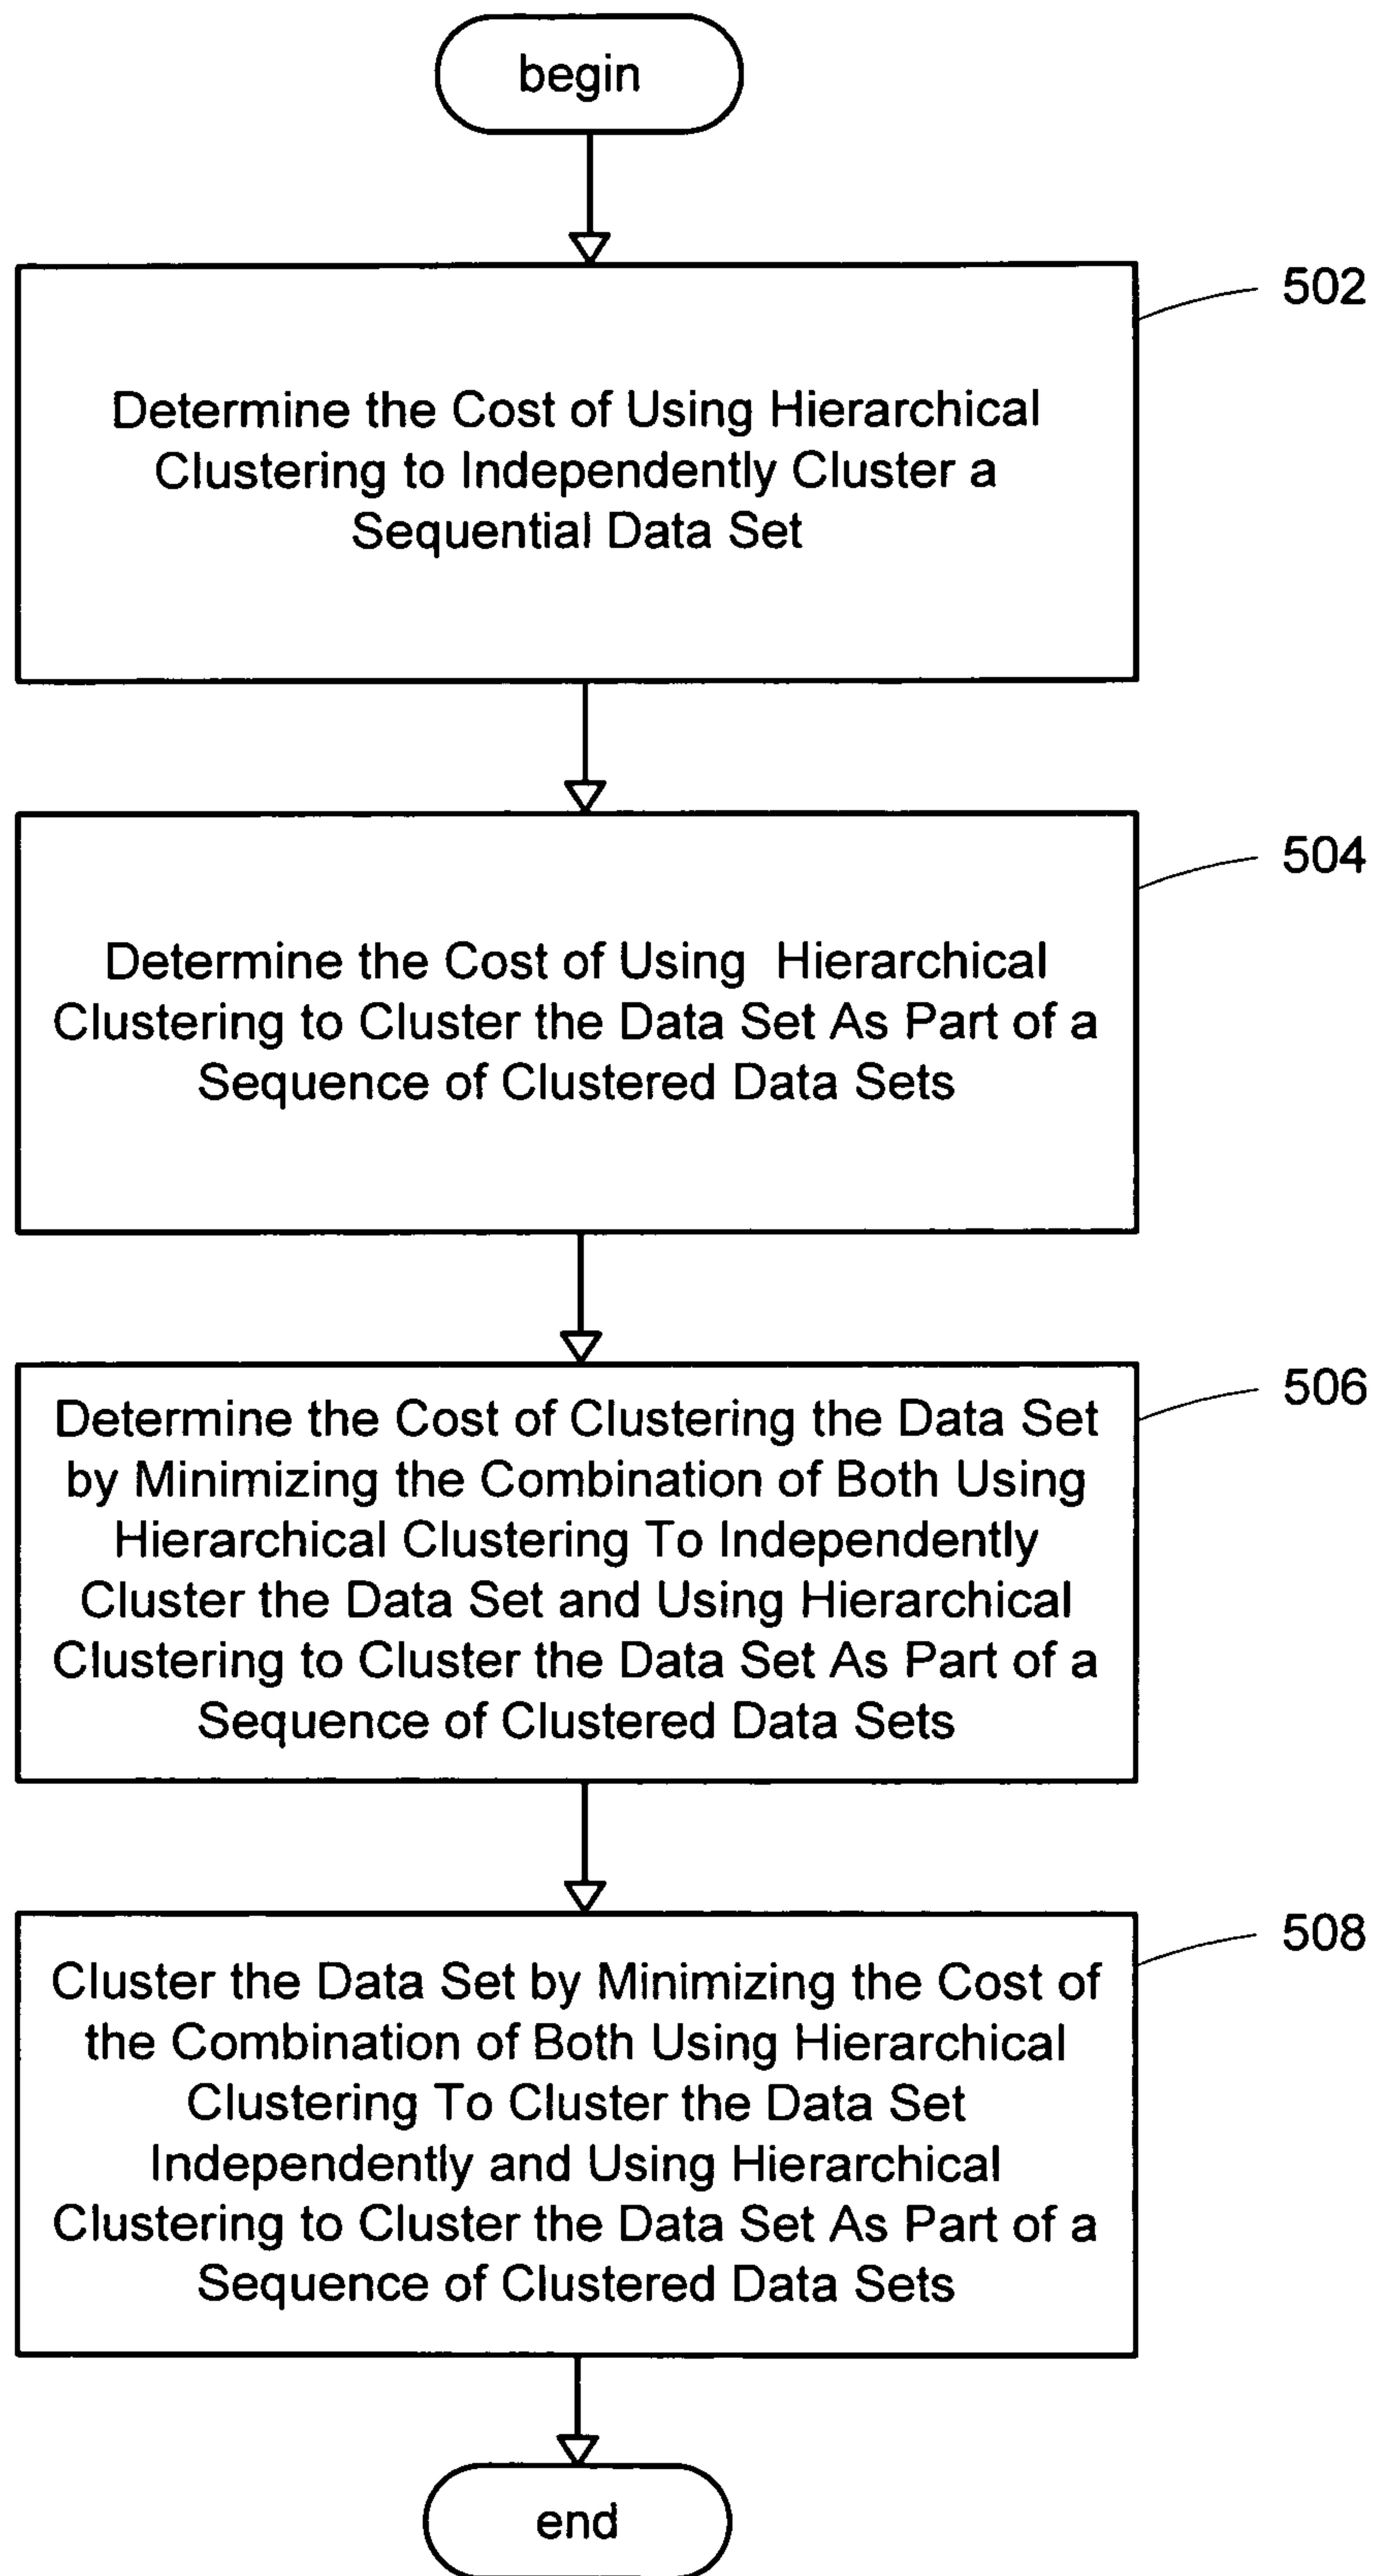 begin
502
Determine the Cost of Using Hierarchical
Clustering to Independently Cluster a
Sequential Data Set
504
Determine the Cost of Using Hierarchical
Clustering to Cluster the Data Set As Part of a
Sequence of Clustered Data Sets
506
Determine the Cost of Clustering the Data Set
by Minimizing the Combination of Both Using
Hierarchical Clustering To Independently
Cluster the Data Set and Using Hierarchical
Clustering to Cluster the Data Set As Part of a
Sequence of Clustered Data Sets
508
Cluster the Data Set by Minimizing the Cost of
the Combination of Both Using Hierarchical
Clustering To Cluster the Data Set
Independently and Using Hierarchical
Clustering to Cluster the Data Set As Part of a
Sequence of Clustered Data Sets
end